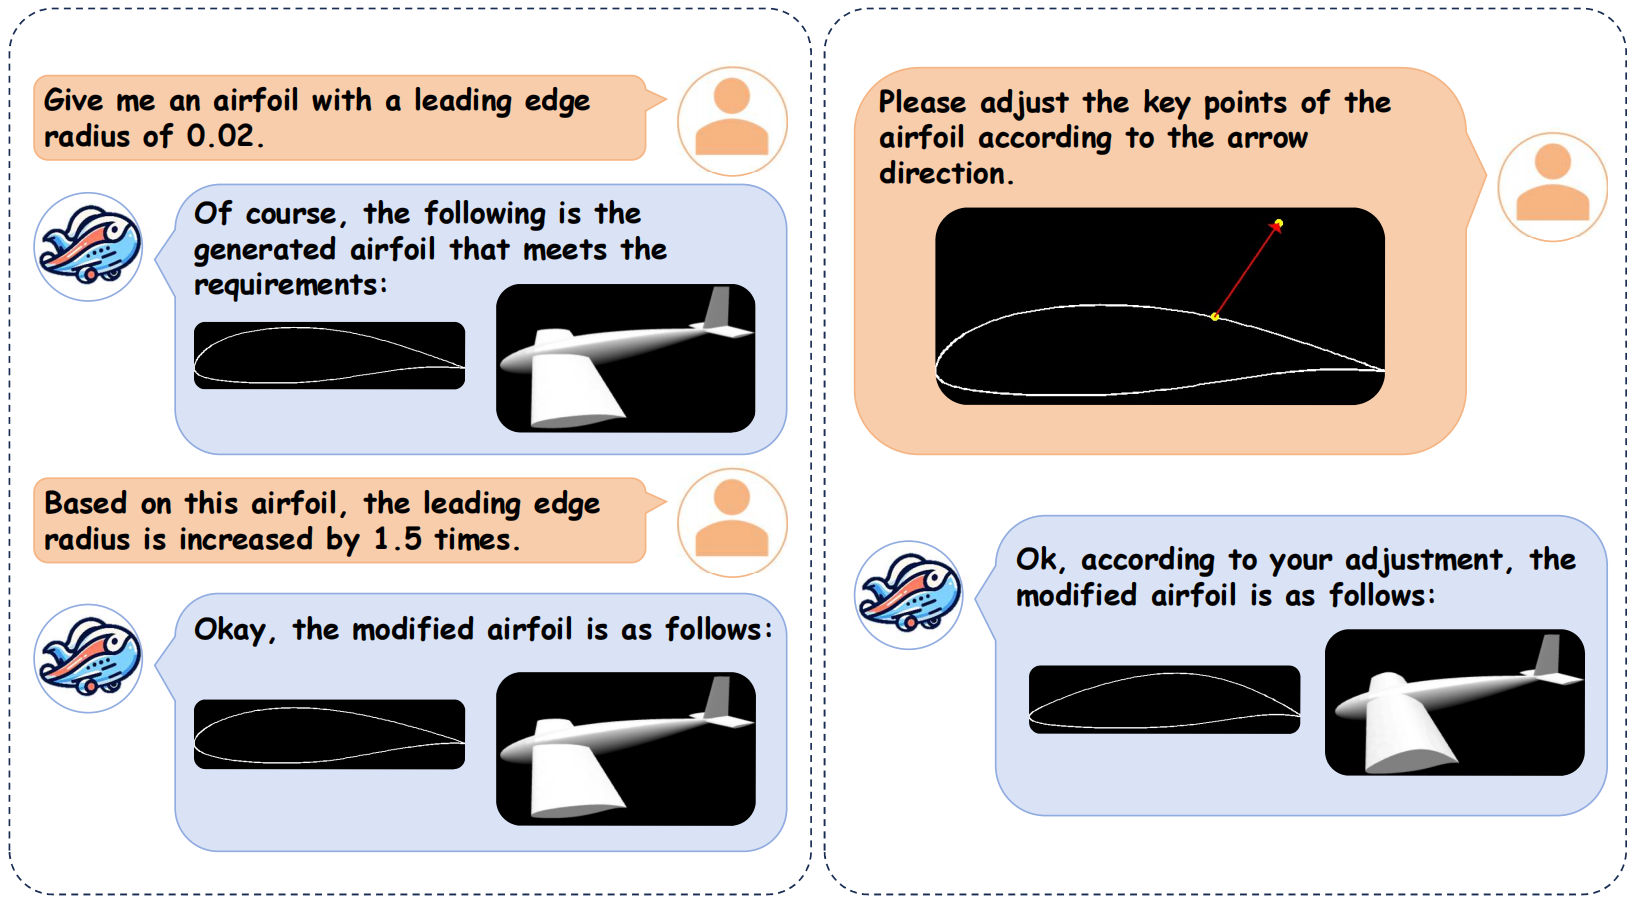 Give me an airfoil with a leading edge
radius of 0.02.
Of course, the following is the
generated airfoil that meets the
requirements:
Based on this airfoil, the leading edge
radius is increased by 1.5 times.
Okay, the modified airfoil is as follows:
Please adjust the key points of the
airfoil according to the arrow
direction.
Ok, according to your adjustment, the
modified airfoil is as follows: